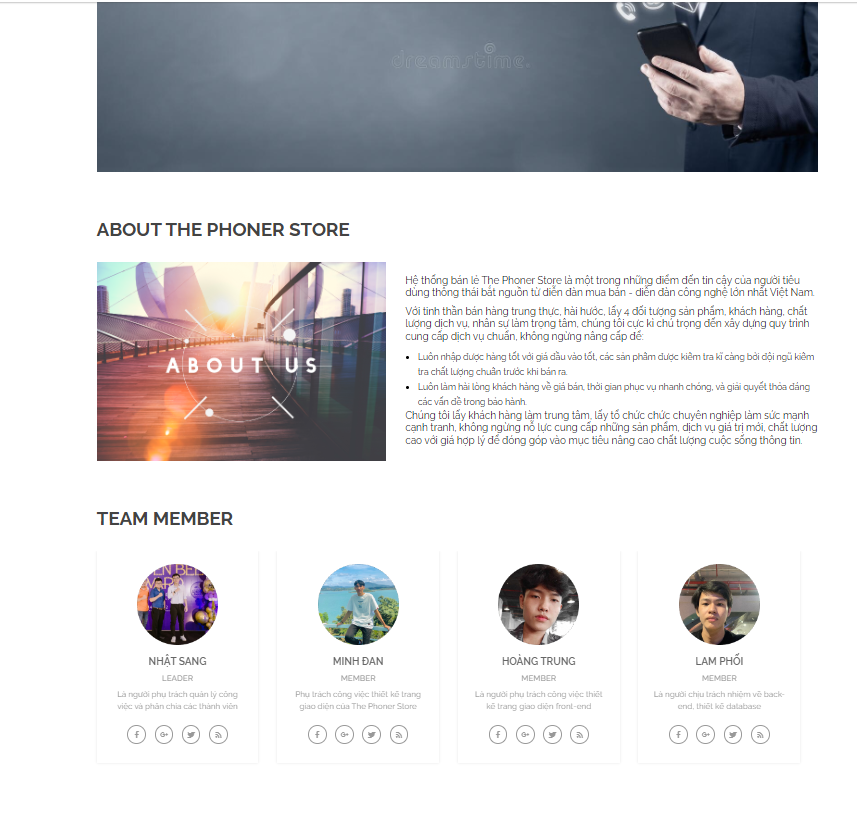 dreamstime.
ABOUT THE PHONER STORE
ABOUT US
Hệ thống bán lẻ The Phoner Store là một trong những điểm đến tin cậy của người tiêu
dùng thông thái bắt nguồn từ diễn đàn mua bán - diễn đàn công nghệ lớn nhất Việt Nam.
Với tinh thần bán hàng trung thực, hài hước, lấy 4 đối tượng sản phẩm, khách hàng, chất
lượng dịch vụ, nhân sự làm trọng tâm, chúng tôi cực kì chú trọng đến xây dựng quy trình
cung cấp dịch vụ chuẩn, không ngừng nâng cấp để:
Luôn nhập được hàng tốt với giá đầu vào tốt, các sản phẩm được kiểm tra kĩ càng bởi đội ngũ kiểm
tra chất lượng chuẩn trước khi bán ra.
Luôn làm hài lòng khách hàng về giá bán, thời gian phục vụ nhanh chóng, và giải quyết thỏa đáng
các vấn đề trong bảo hành.
Chúng tôi lấy khách hàng làm trung tâm, lấy tổ chức chức chuyên nghiệp làm sức mạnh
cạnh tranh, không ngừng nỗ lực cung cấp những sản phẩm, dịch vụ giá trị mới, chất lượng
cao với giá hợp lý để đóng góp vào mục tiêu nâng cao chất lượng cuộc sống thông tin.
TEAM MEMBER
NHẬT SANG
LEADER
Là người phụ trách quản lý công
việc và phân chia các thành viên
MINH ĐAN
MEMBER
Phụ trách công việc thiết kế trang
giao diện của The Phoner Store
HOÀNG TRUNG
MEMBER
Là người phụ trách công việc thiết
kế trang giao diện front-end
LAM PHỐI
MEMBER
Là người chịu trách nhiệm về back-
end, thiết kế database